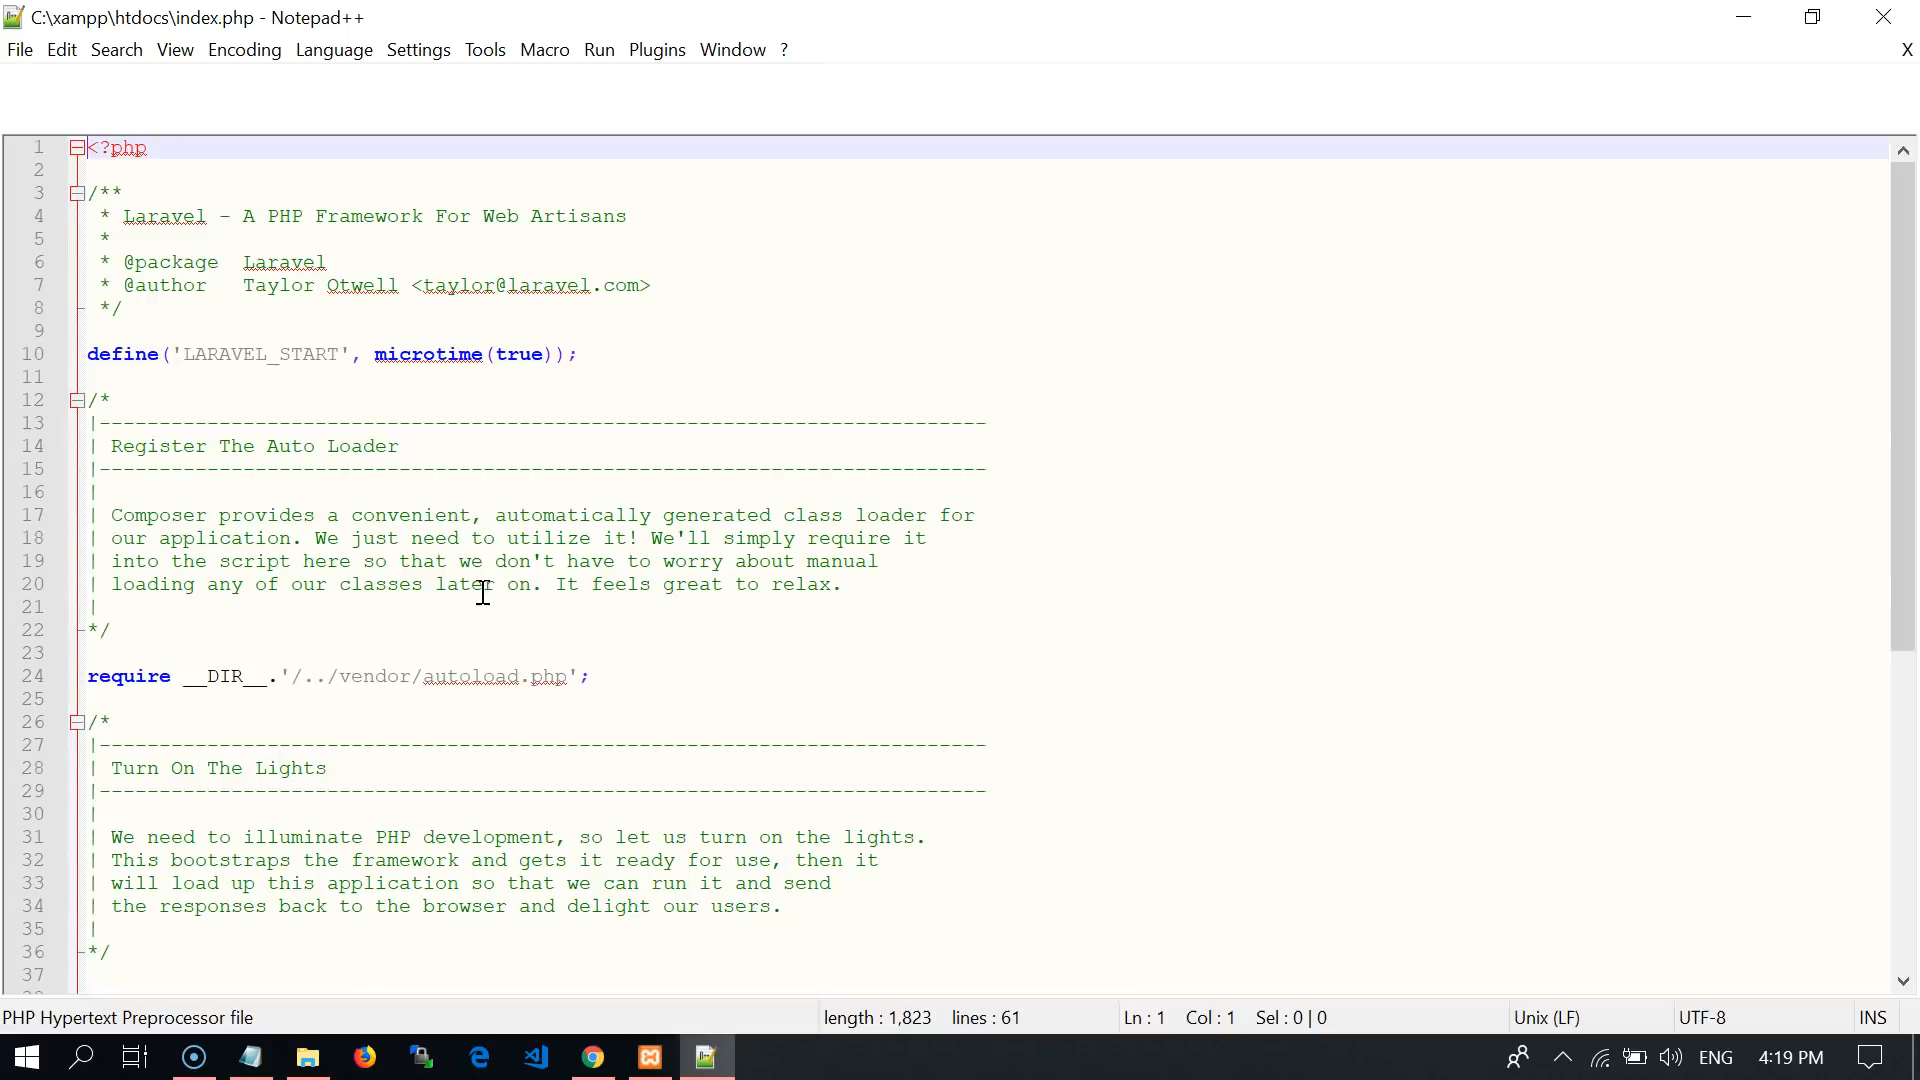 C:\xampp\htdocs\index.php - Notepad++
File Edit Search View Encoding Language Settings Tools Macro Run Plugins Window ? X
1 <?php
2
3 /**
4 * Laravel - A PHP Framework For Web Artisans
5 *
6 * @package  Laravel
7 * @author   Taylor Otwell <taylor@laravel.com>
8 */
9
10 define('LARAVEL_START', microtime(true));
11
12 /*
13 |--------------------------------------------------------------------------
14 | Register The Auto Loader
15 |--------------------------------------------------------------------------
16 |
17 | Composer provides a convenient, automatically generated class loader for
18 | our application. We just need to utilize it! We'll simply require it
19 | into the script here so that we don't have to worry about manual
20 | loading any of our classes later on. It feels great to relax.
21 |
22 */
23
24 require __DIR__.'/../vendor/autoload.php';
25
26 /*
27 |--------------------------------------------------------------------------
28 | Turn On The Lights
29 |--------------------------------------------------------------------------
30 |
31 | We need to illuminate PHP development, so let us turn on the lights.
32 | This bootstraps the framework and gets it ready for use, then it
33 | will load up this application so that we can run it and send
34 | the responses back to the browser and delight our users.
35 |
36 */
37
PHP Hypertext Preprocessor file length : 1,823 lines : 61 Ln : 1 Col : 1 Sel : 0 | 0 Unix (LF) UTF-8 INS
ENG 4:19 PM